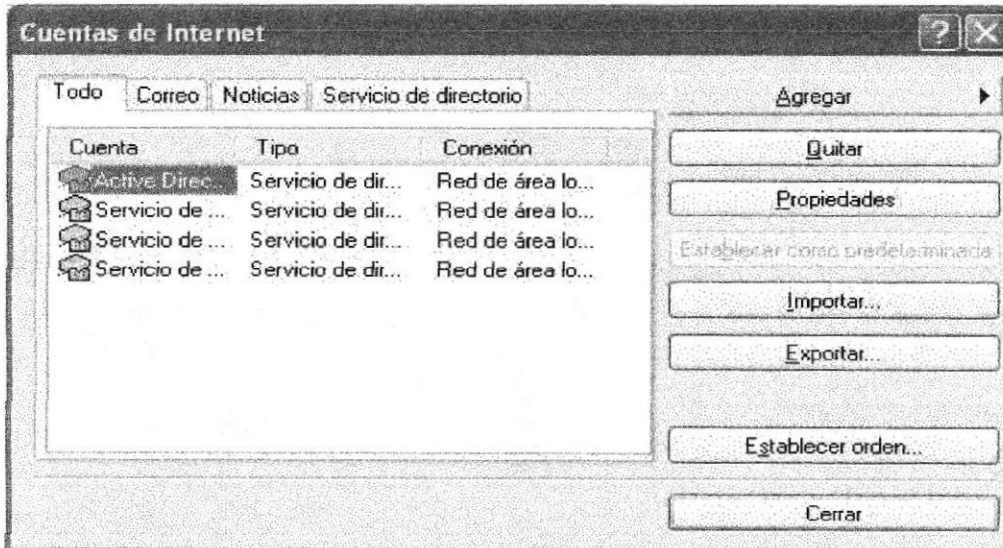 Cuentas de Internet
Todo Correo Noticias Servicio de directorio
Cuenta Tipo Conexión
Active Direc... Servicio de dir... Red de área lo...
Servicio de ... Servicio de dir... Red de área lo...
Servicio de ... Servicio de dir... Red de área lo...
Servicio de ... Servicio de dir... Red de área lo...
Agregar
Quitar
Propiedades
Establecer como predeterminada
Importar...
Exportar...
Establecer orden...
Cerrar